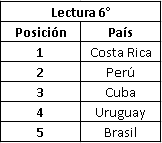 Lectura 6°
Posición País
1 Costa Rica
2 Perú
3 Cuba
4 Uruguay
5 Brasil